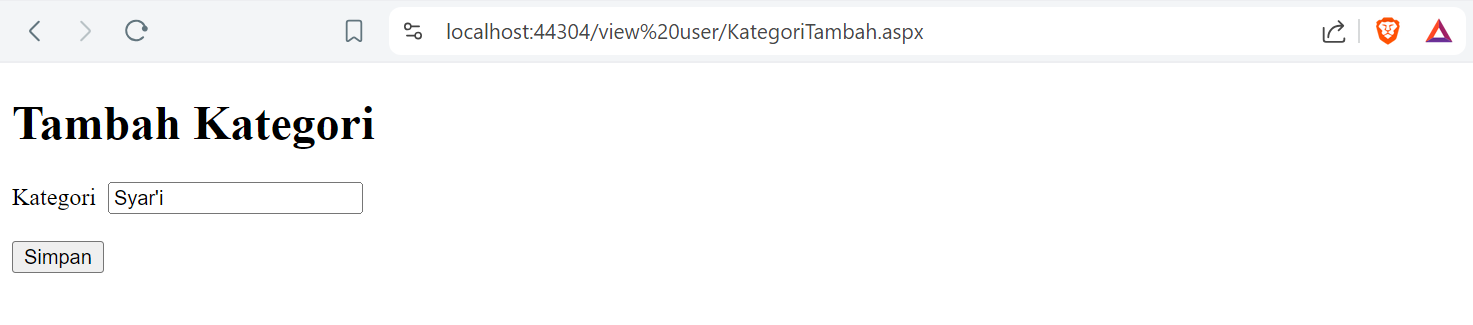 localhost:44304/view%20user/KategoriTambah.aspx
Tambah Kategori
Kategori Syar'i
Simpan